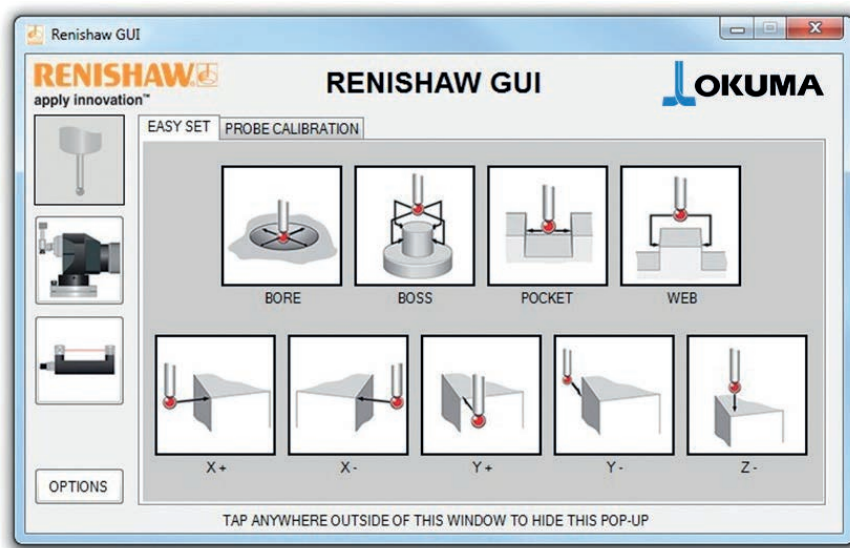 Renishaw GUI
RENISHAW
apply innovation™
RENISHAW GUI
OKUMA
EASY SET
PROBE CALIBRATION
BORE
BOSS
POCKET
WEB
X +
X -
Y +
Y -
Z -
OPTIONS
TAP ANYWHERE OUTSIDE OF THIS WINDOW TO HIDE THIS POP-UP